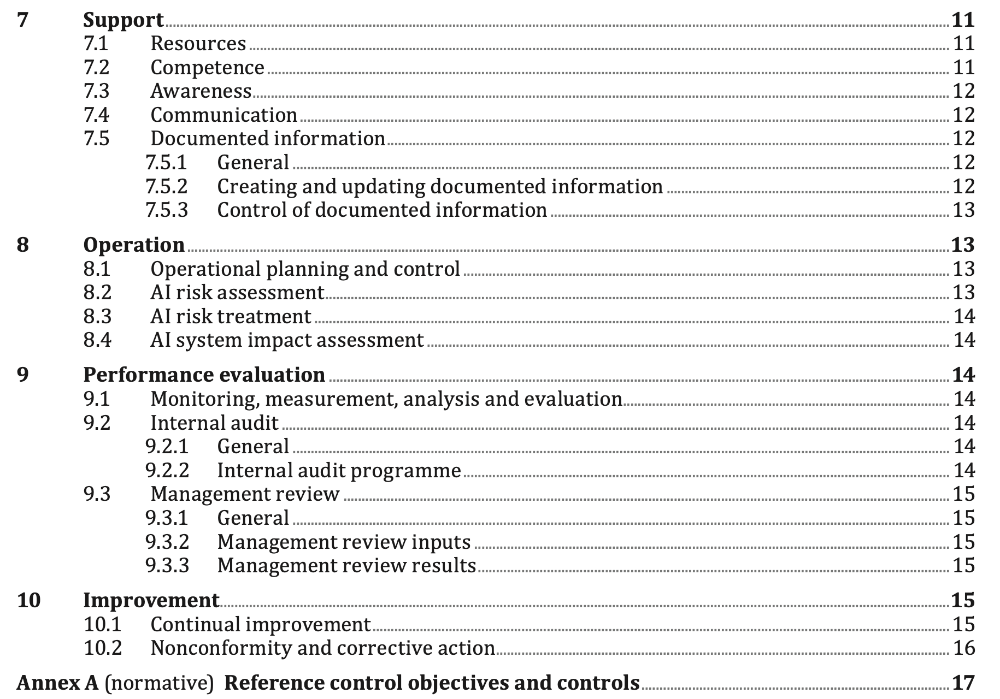 7 Support 11
7.1 Resources 11
7.2 Competence 11
7.3 Awareness 12
7.4 Communication 12
7.5 Documented information 12
7.5.1 General 12
7.5.2 Creating and updating documented information 12
7.5.3 Control of documented information 13
8 Operation 13
8.1 Operational planning and control 13
8.2 AI risk assessment 13
8.3 AI risk treatment 14
8.4 AI system impact assessment 14
9 Performance evaluation 14
9.1 Monitoring, measurement, analysis and evaluation 14
9.2 Internal audit 14
9.2.1 General 14
9.2.2 Internal audit programme 14
9.3 Management review 15
9.3.1 General 15
9.3.2 Management review inputs 15
9.3.3 Management review results 15
10 Improvement 15
10.1 Continual improvement 15
10.2 Nonconformity and corrective action 16
Annex A (normative) Reference control objectives and controls 17